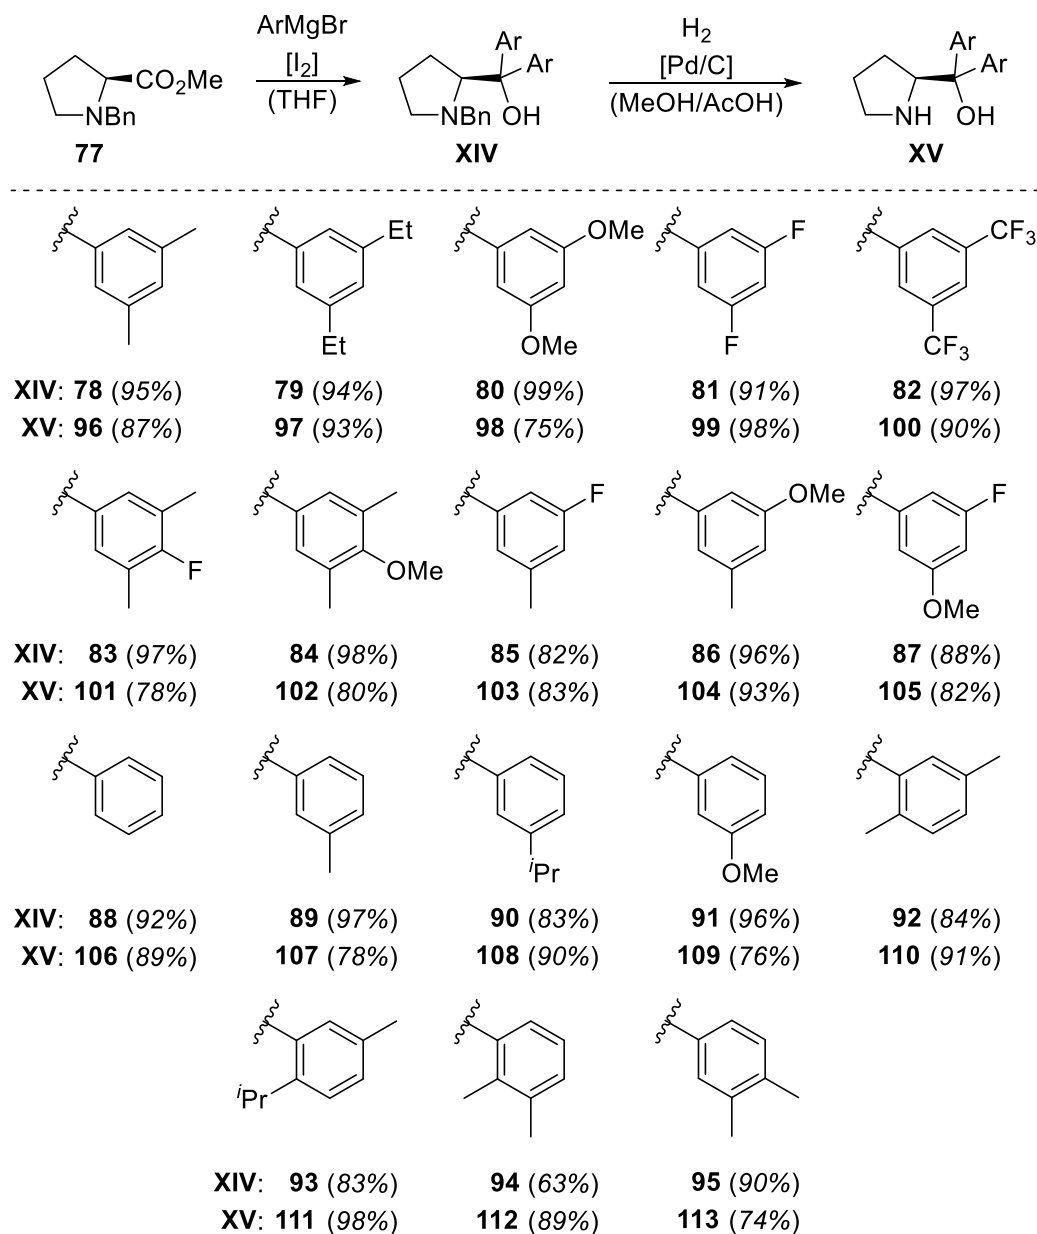 ArMgBr
[I2]
(THF)
H2
[Pd/C]
(MeOH/AcOH)
CO2Me
NBn
77
Ar
Ar
NBn OH
XIV
Ar
Ar
NH OH
XV
Et
Et
OMe
OMe
F
F
CF3
CF3
XIV: 78 (95%) 79 (94%) 80 (99%) 81 (91%) 82 (97%)
XV: 96 (87%) 97 (93%) 98 (75%) 99 (98%) 100 (90%)
F
OMe
F
OMe
F
OMe
XIV: 83 (97%) 84 (98%) 85 (82%) 86 (96%) 87 (88%)
XV: 101 (78%) 102 (80%) 103 (83%) 104 (93%) 105 (82%)
iPr
OMe
XIV: 88 (92%) 89 (97%) 90 (83%) 91 (96%) 92 (84%)
XV: 106 (89%) 107 (78%) 108 (90%) 109 (76%) 110 (91%)
iPr
XIV: 93 (83%) 94 (63%) 95 (90%)
XV: 111 (98%) 112 (89%) 113 (74%)